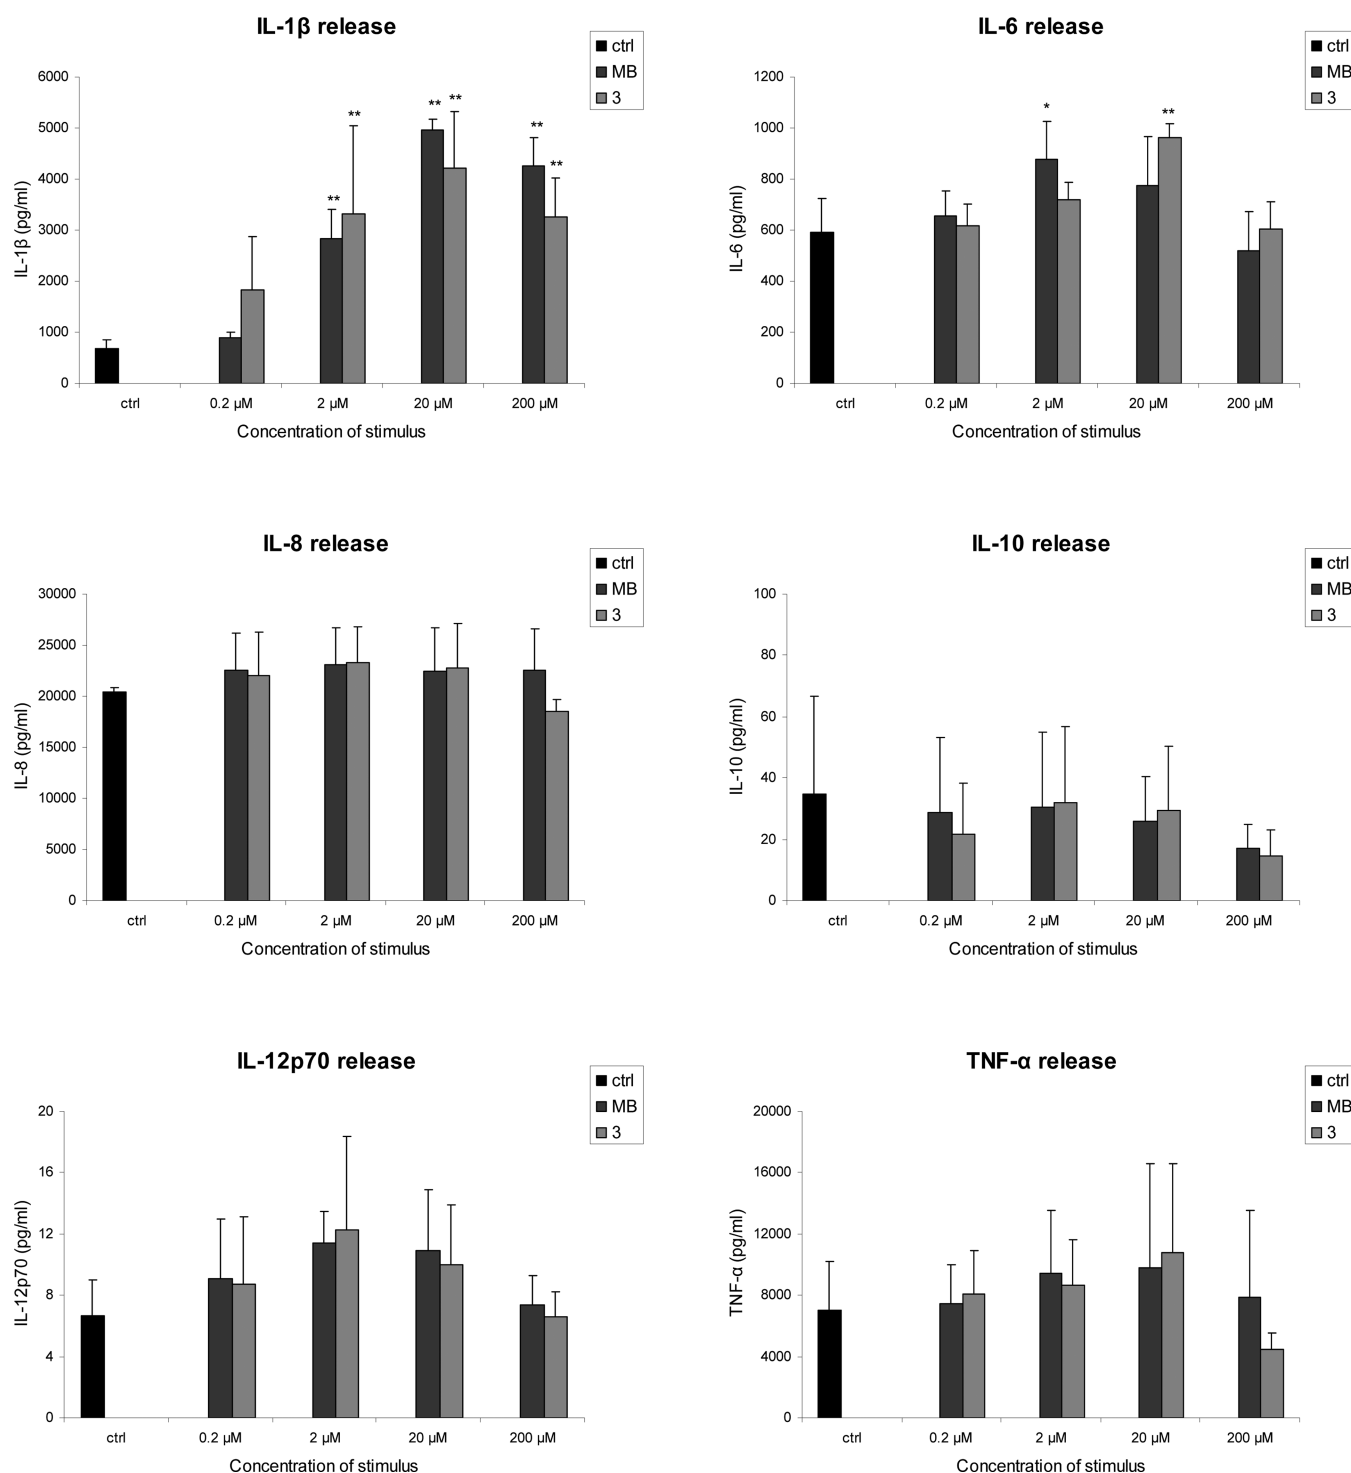 IL-1β release
ctrl
MB
3
6000
5000
4000
3000
2000
1000
0
IL-1β (pg/ml)
**
**
**
**
**
**
ctrl
0.2 µM
2 µM
20 µM
200 µM
Concentration of stimulus
IL-6 release
ctrl
MB
3
1200
1000
800
600
400
200
0
IL-6 (pg/ml)
*
**
ctrl
0.2 µM
2 µM
20 µM
200 µM
Concentration of stimulus
IL-8 release
ctrl
MB
3
30000
25000
20000
15000
10000
5000
0
IL-8 (pg/ml)
ctrl
0.2 µM
2 µM
20 µM
200 µM
Concentration of stimulus
IL-10 release
ctrl
MB
3
100
80
60
40
20
0
IL-10 (pg/ml)
ctrl
0.2 µM
2 µM
20 µM
200 µM
Concentration of stimulus
IL-12p70 release
ctrl
MB
3
20
16
12
8
4
0
IL-12p70 (pg/ml)
ctrl
0.2 µM
2 µM
20 µM
200 µM
Concentration of stimulus
TNF-α release
ctrl
MB
3
20000
16000
12000
8000
4000
0
TNF-α (pg/ml)
ctrl
0.2 µM
2 µM
20 µM
200 µM
Concentration of stimulus